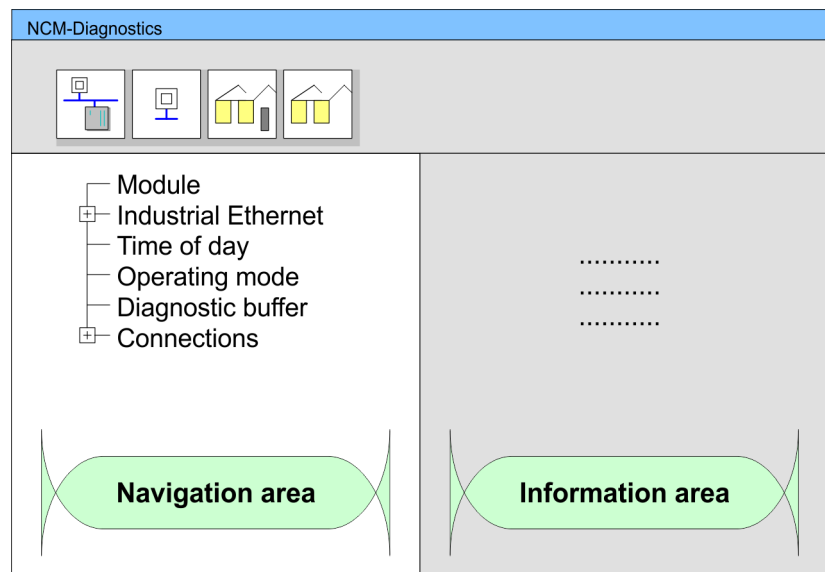 NCM-Diagnostics
Module
Industrial Ethernet
Time of day
Operating mode
Diagnostic buffer
Connections
...........
...........
...........
Navigation area
Information area